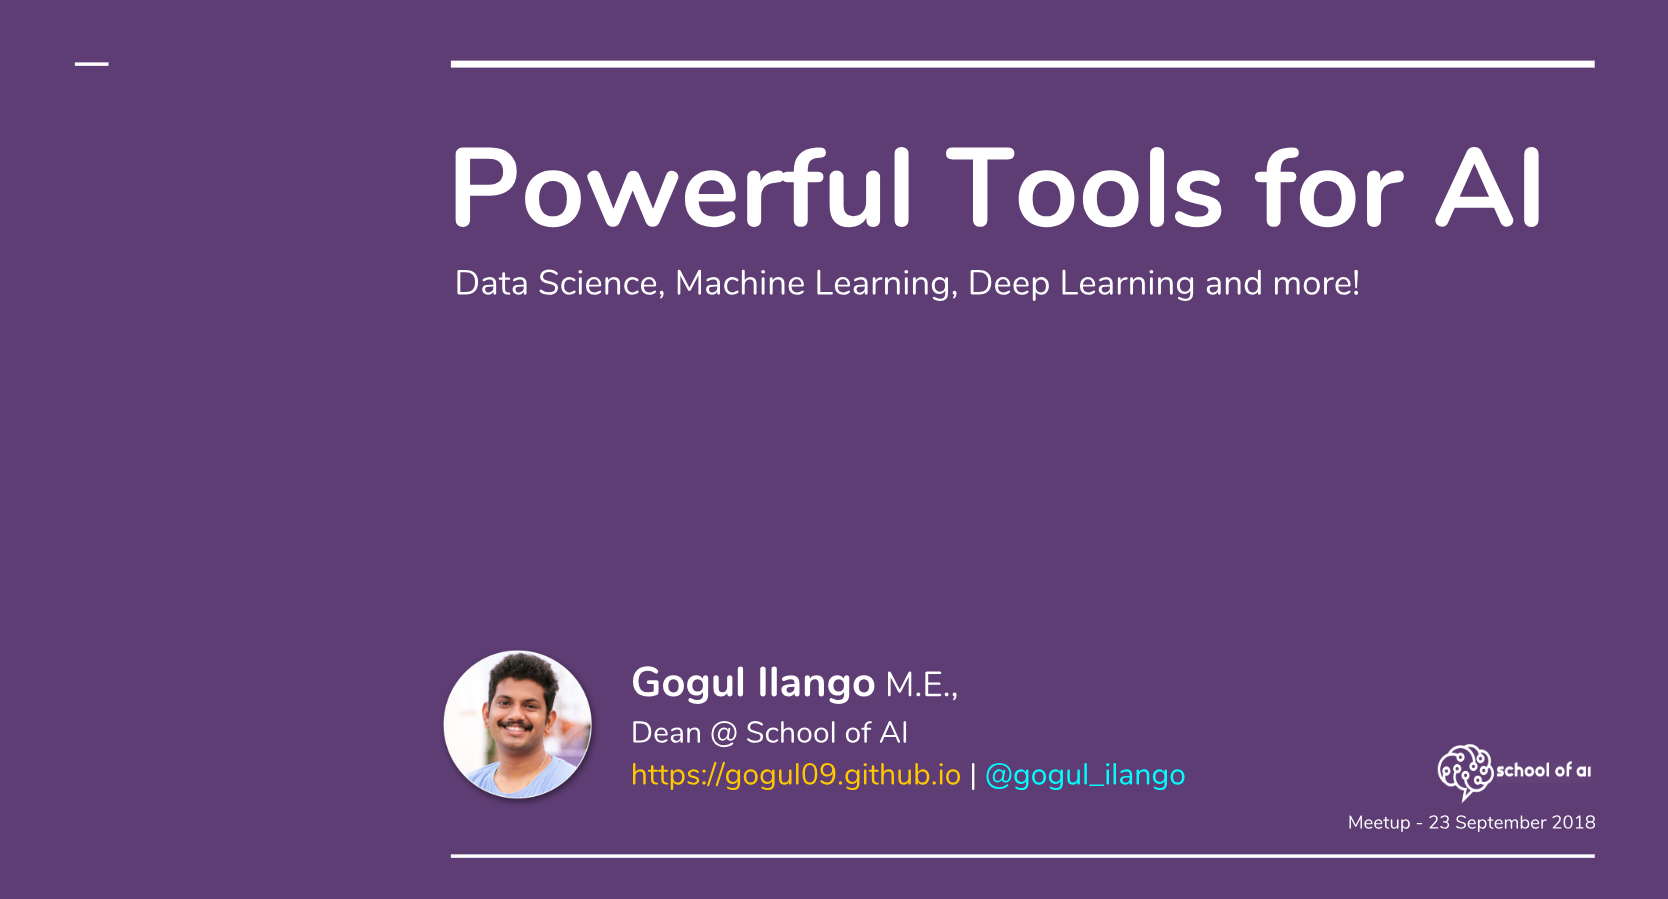 Powerful Tools for AI
Data Science, Machine Learning, Deep Learning and more!
Gogul Ilango M.E.,
Dean @ School of AI
https://gogul09.github.io | @gogul_ilango
school of ai
Meetup - 23 September 2018